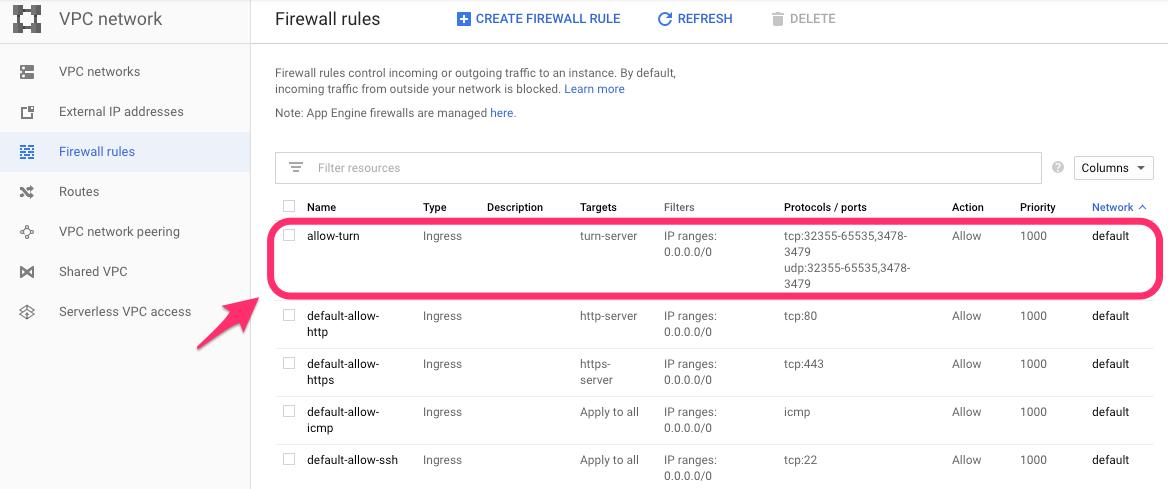 VPC network
Firewall rules
CREATE FIREWALL RULE
REFRESH
DELETE
VPC networks
External IP addresses
Firewall rules
Routes
VPC network peering
Shared VPC
Serverless VPC access
Firewall rules control incoming or outgoing traffic to an instance. By default,
incoming traffic from outside your network is blocked. Learn more
Note: App Engine firewalls are managed here.
Filter resources
?
Columns
Name Type Description Targets Filters Protocols / ports Action Priority Network
allow-turn Ingress turn-server IP ranges: tcp:32355-65535,3478- Allow 1000 default
0.0.0.0/0 3479
udp:32355-65535,3478-
3479
default-allow- Ingress http-server IP ranges: tcp:80 Allow 1000 default
http 0.0.0.0/0
default-allow- Ingress https- IP ranges: tcp:443 Allow 1000 default
https server 0.0.0.0/0
default-allow- Ingress Apply to all IP ranges: icmp Allow 1000 default
icmp 0.0.0.0/0
default-allow-ssh Ingress Apply to all IP ranges: tcp:22 Allow 1000 default
0.0.0.0/0